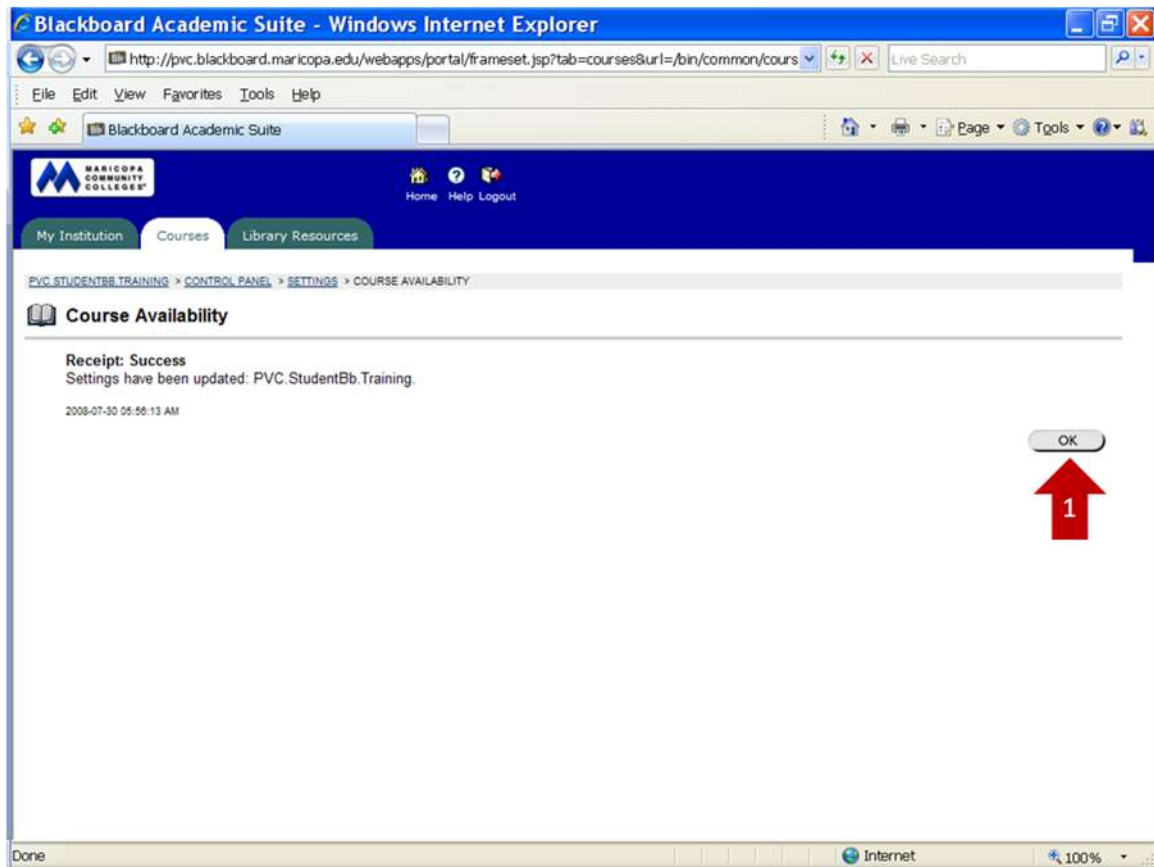 Blackboard Academic Suite - Windows Internet Explorer
http://pvc.blackboard.maricopa.edu/webapps/portal/frameset.jsp?tab=courses&url=/bin/common/cours Live Search
File Edit View Favorites Tools Help
Blackboard Academic Suite Page Tools
MARICOPA
COMMUNITY
COLLEGES
Home Help Logout
My Institution Courses Library Resources
PVC.STUDENTBB.TRAINING > CONTROL PANEL > SETTINGS > COURSE AVAILABILITY
Course Availability
Receipt: Success
Settings have been updated: PVC.StudentBb.Training.
2008-07-30 05:56:13 AM
OK
1
Done Internet 100%